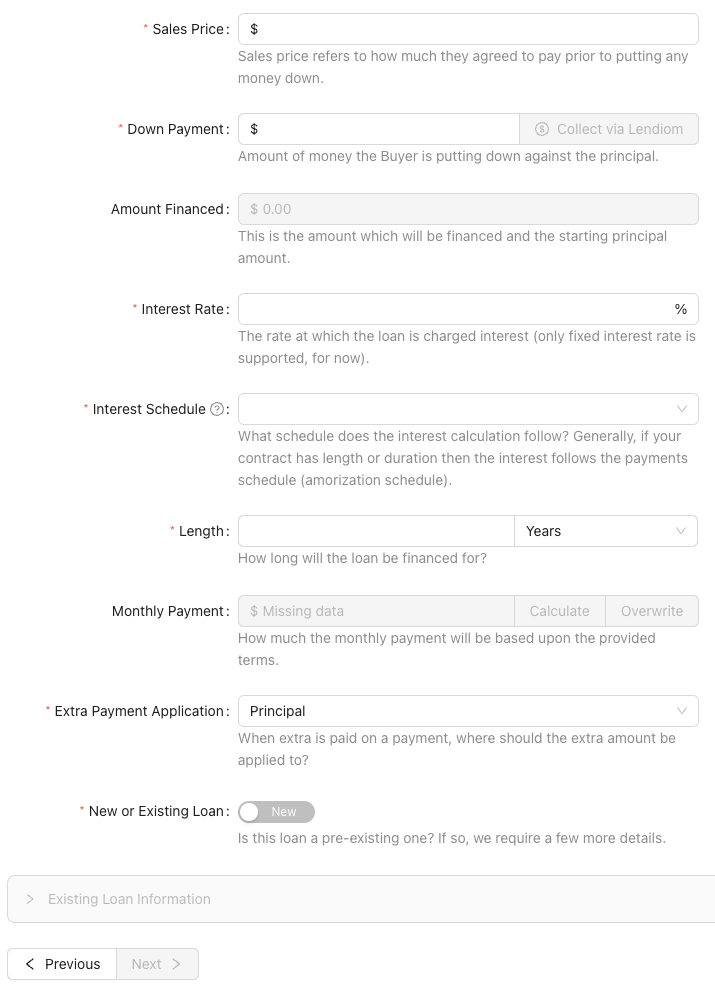 * Sales Price: $
Sales price refers to how much they agreed to pay prior to putting any
money down.
* Down Payment: $ Collect via Lendiom
Amount of money the Buyer is putting down against the principal.
Amount Financed: $ 0.00
This is the amount which will be financed and the starting principal
amount.
* Interest Rate: %
The rate at which the loan is charged interest (only fixed interest rate is
supported, for now).
* Interest Schedule ?:
What schedule does the interest calculation follow? Generally, if your
contract has length or duration then the interest follows the payments
schedule (amorization schedule).
* Length: Years
How long will the loan be financed for?
Monthly Payment: $ Missing data Calculate Overwrite
How much the monthly payment will be based upon the provided
terms.
* Extra Payment Application: Principal
When extra is paid on a payment, where should the extra amount be
applied to?
* New or Existing Loan: New
Is this loan a pre-existing one? If so, we require a few more details.
> Existing Loan Information
< Previous Next >